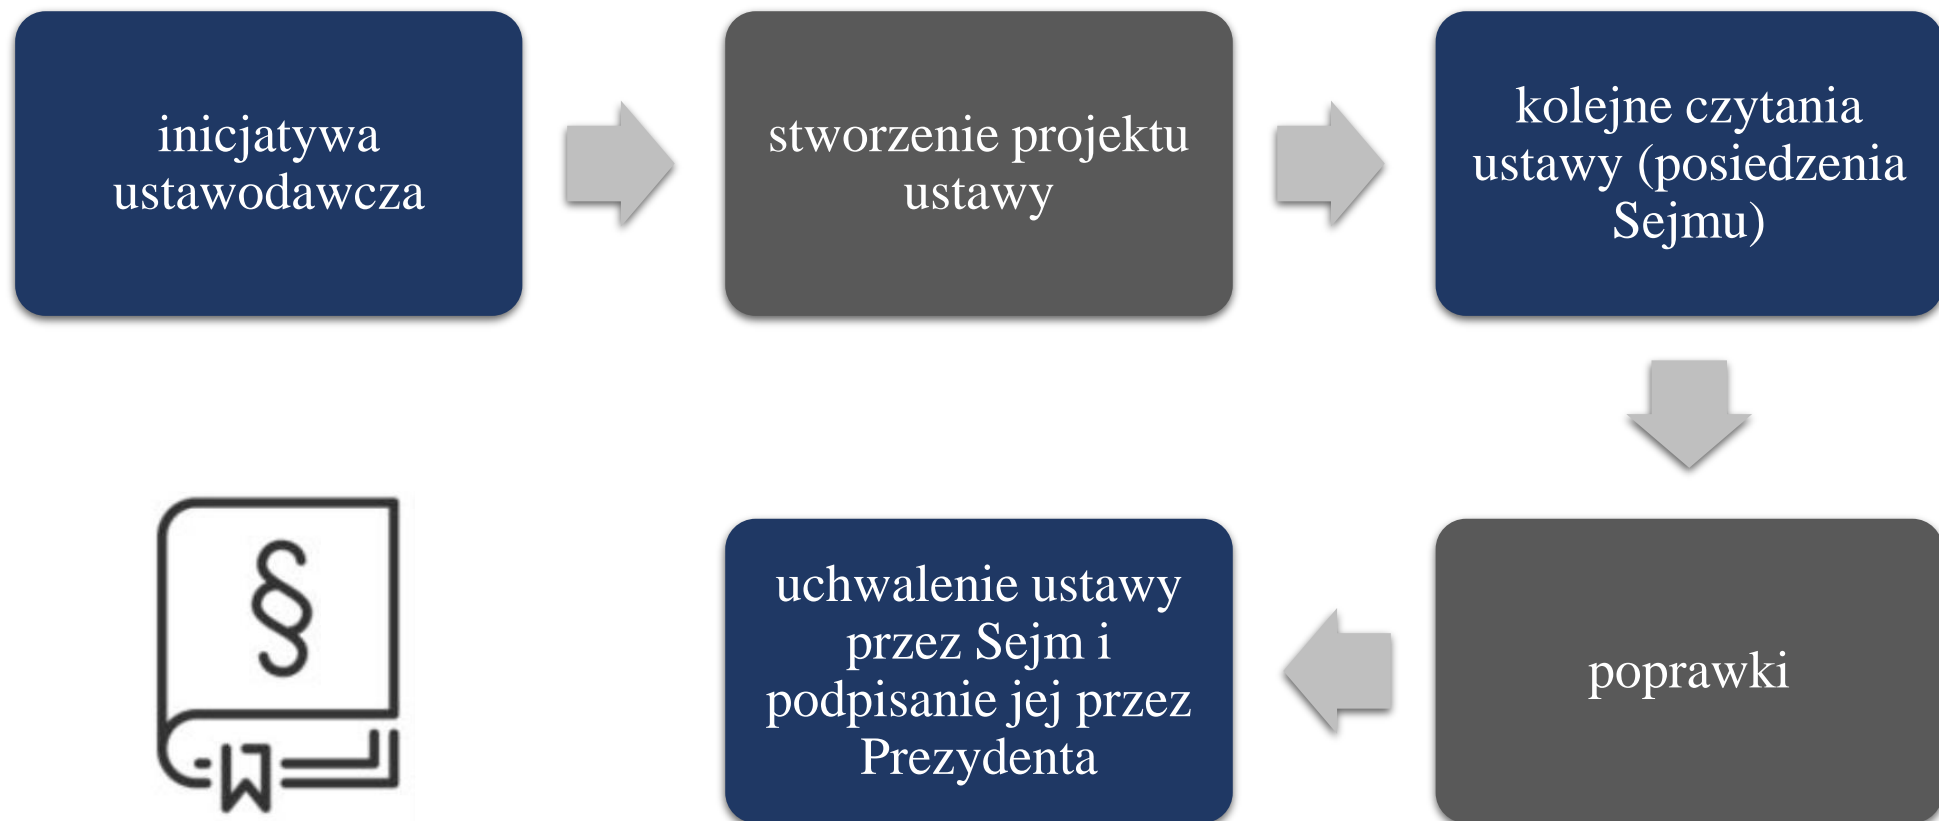 inicjatywa
ustawodawcza
stworzenie projektu
ustawy
kolejne czytania
ustawy (posiedzenia
Sejmu)
poprawki
uchwalenie ustawy
przez Sejm i
podpisanie jej przez
Prezydenta
§